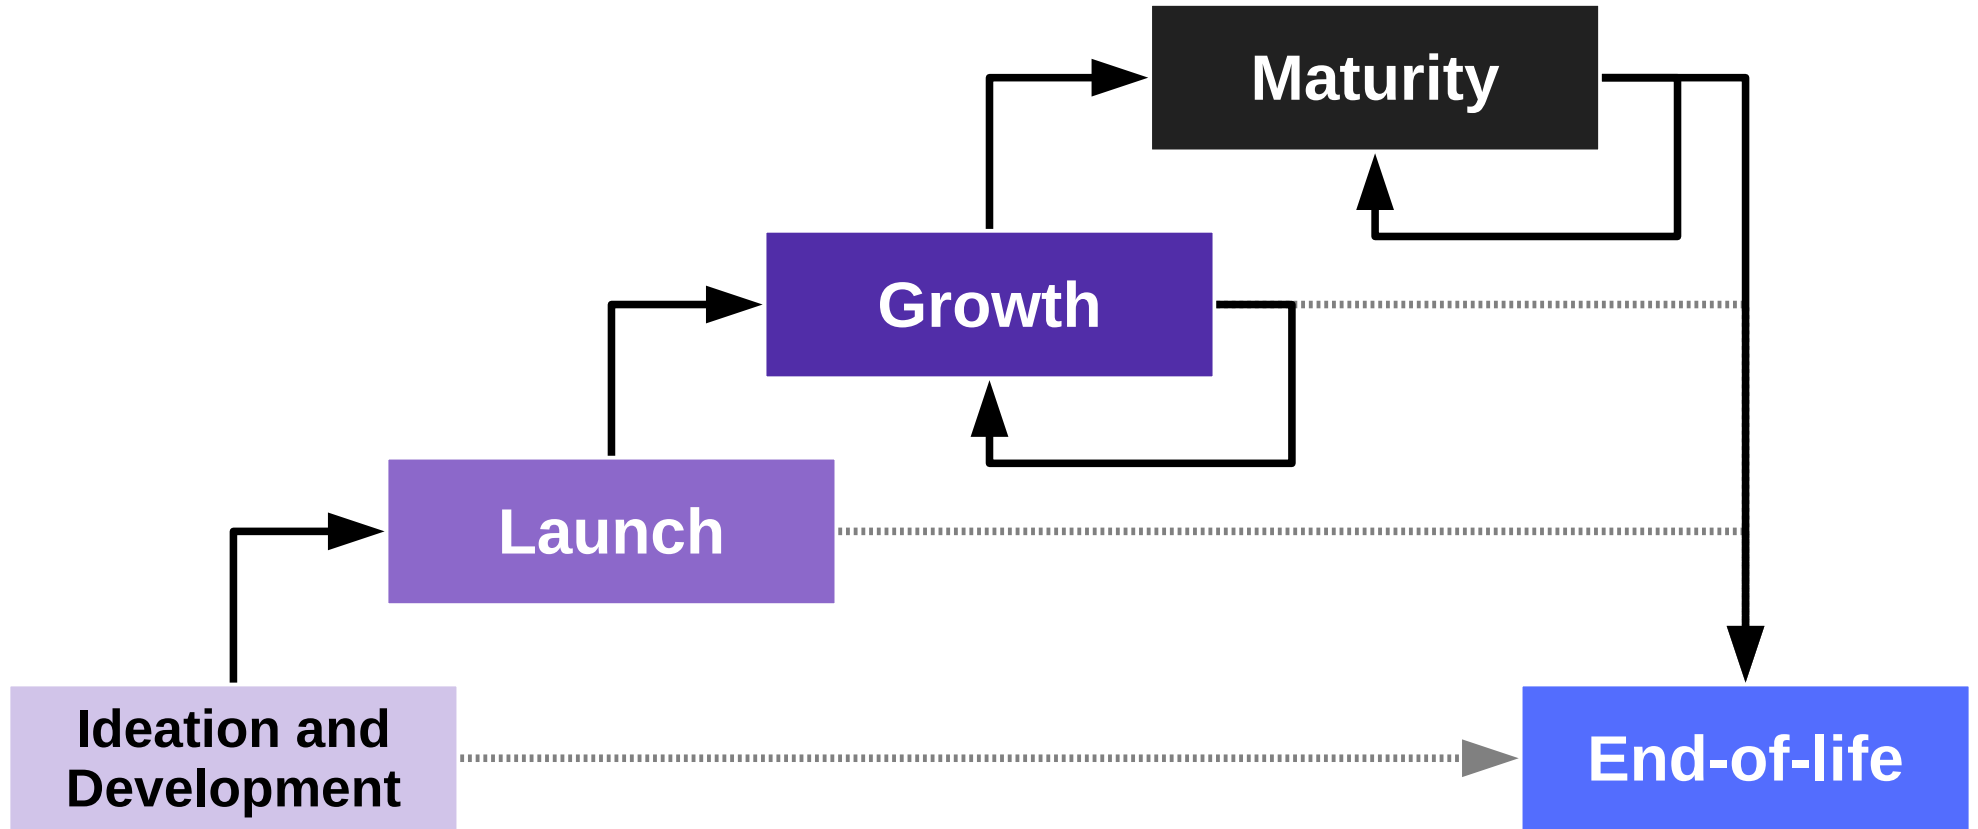 Maturity
Growth
Launch
Ideation and
Development
End-of-life